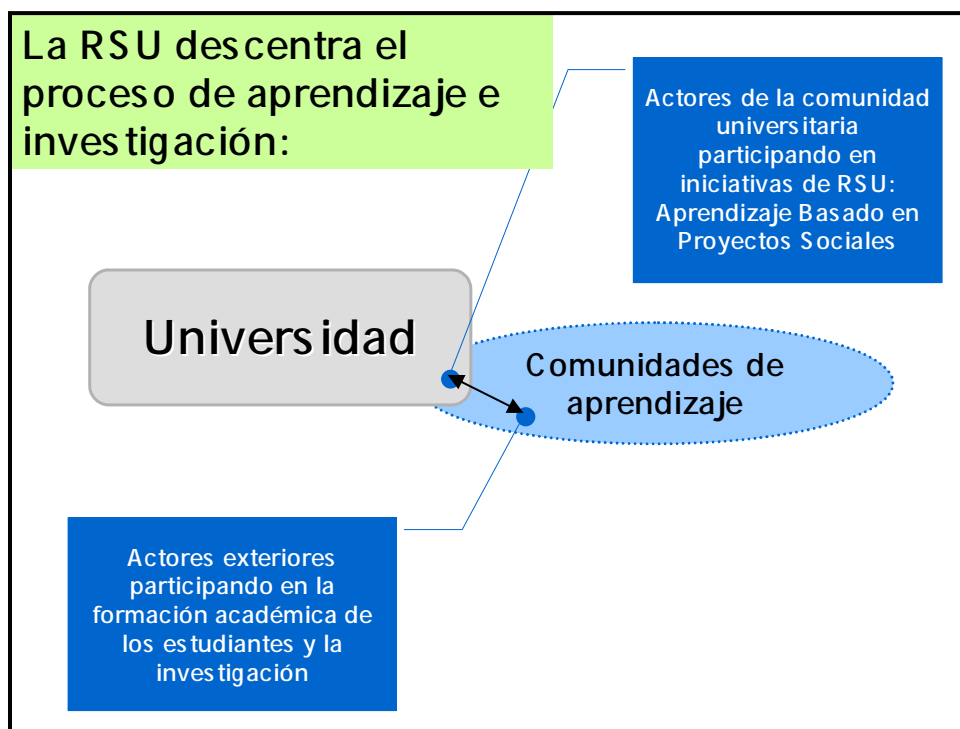 La RSU descentra el
proceso de aprendizaje e
investigación:
Actores de la comunidad
universitaria
participando en
iniciativas de RSU:
Aprendizaje Basado en
Proyectos Sociales
Universidad
Comunidades de
aprendizaje
Actores exteriores
participando en la
formación académica de
los estudiantes y la
investigación